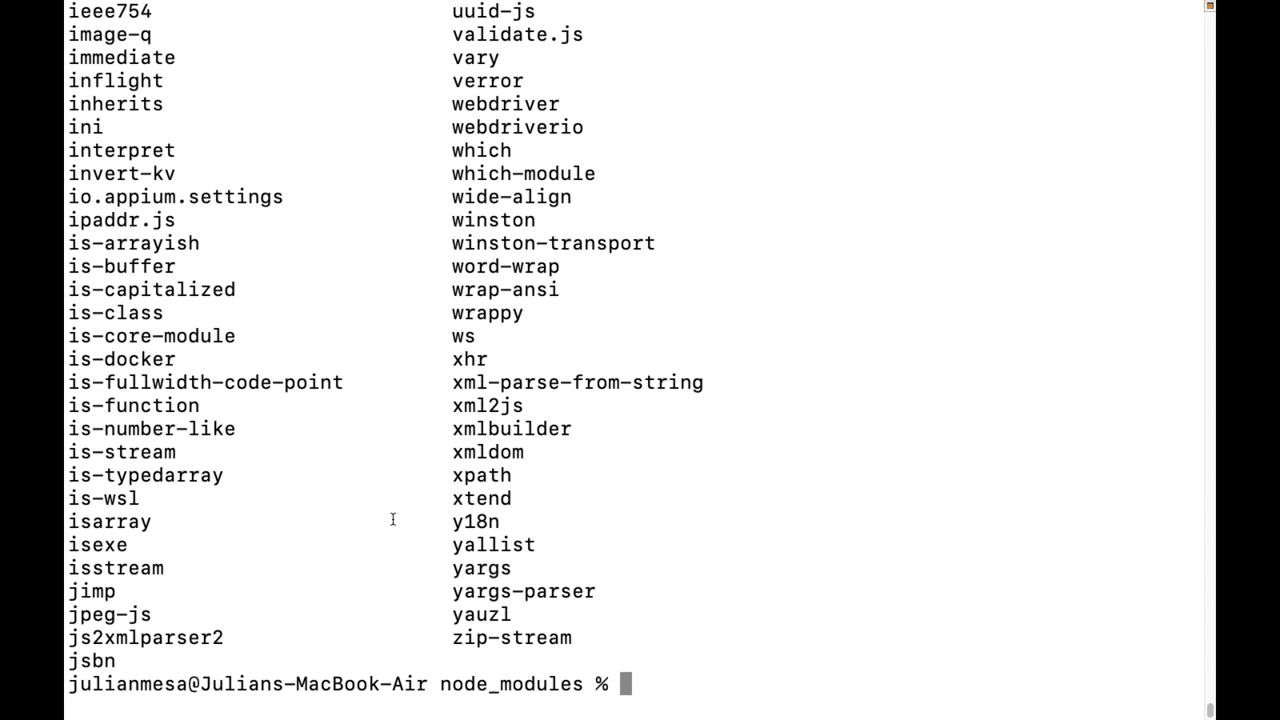 ieee754 uuid-js
image-q validate.js
immediate vary
inflight verror
inherits webdriver
ini webdriverio
interpret which
invert-kv which-module
io.appium.settings wide-align
ipaddr.js winston
is-arrayish winston-transport
is-buffer word-wrap
is-capitalized wrap-ansi
is-class wrappy
is-core-module ws
is-docker xhr
is-fullwidth-code-point xml-parse-from-string
is-function xml2js
is-number-like xmlbuilder
is-stream xmldom
is-typedarray xpath
is-wsl xtend
isarray y18n
isexe yallist
isstream yargs
jimp yargs-parser
jpeg-js yauzl
js2xmlparser2 zip-stream
jsbn
julianmesa@Julians-MacBook-Air node_modules %